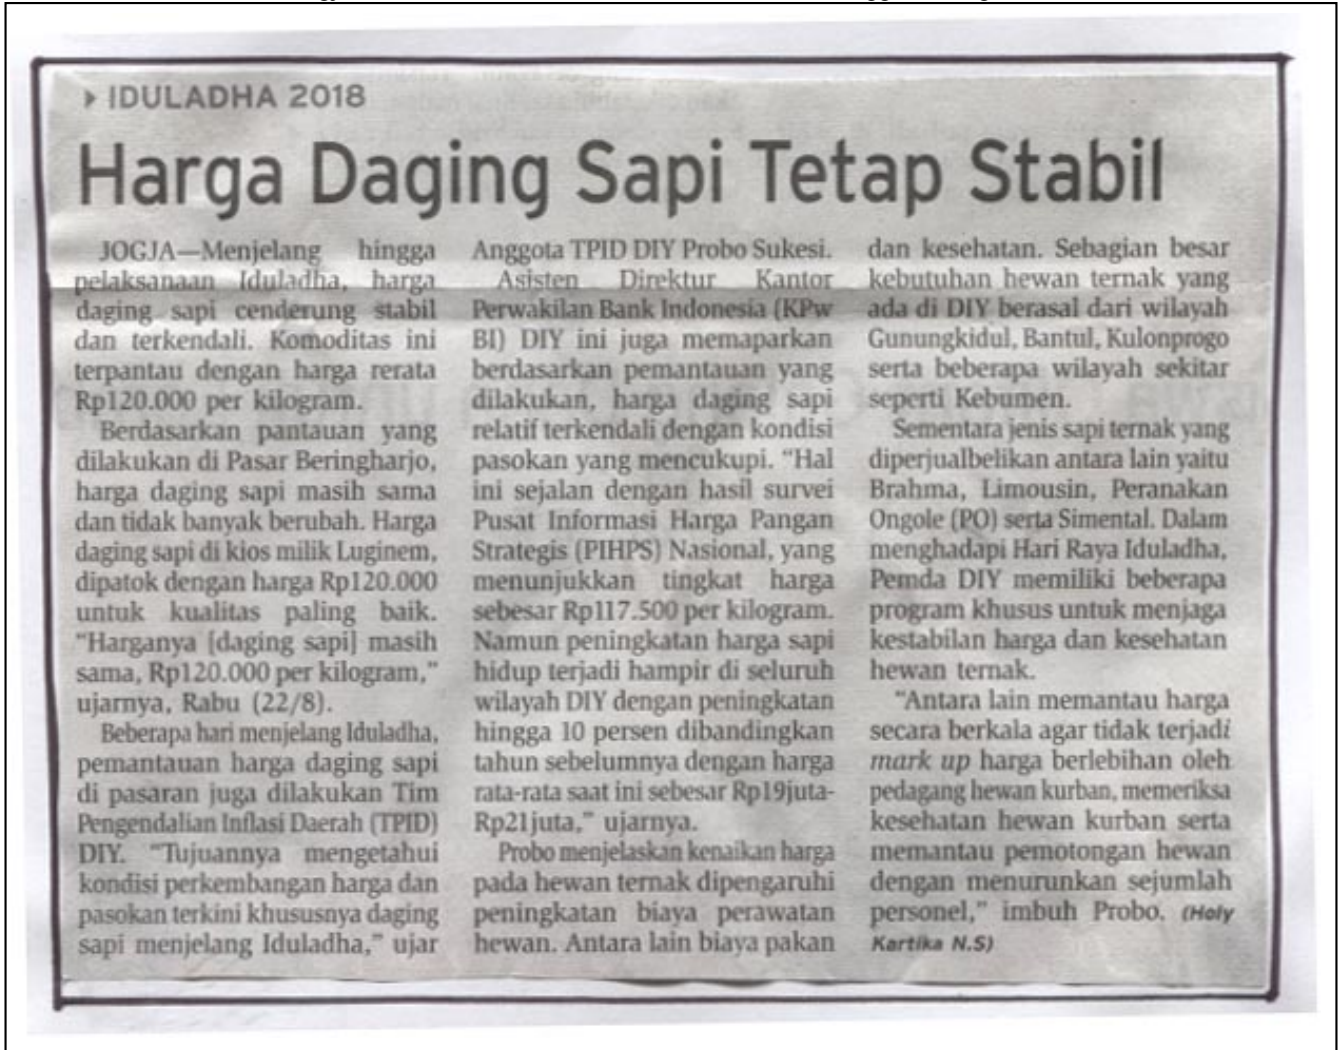 IDULADHA 2018
Harga Daging Sapi Tetap Stabil
JOGJA—Menjelang hingga
pelaksanaan Iduladha, harga
daging sapi cenderung stabil
dan terkendali. Komoditas ini
terpantau dengan harga rerata
Rp120.000 per kilogram.
Berdasarkan pantauan yang
dilakukan di Pasar Beringharjo,
harga daging sapi masih sama
dan tidak banyak berubah. Harga
daging sapi di kios milik Luginem,
dipatok dengan harga Rp120.000
untuk kualitas paling baik.
“Harganya [daging sapi] masih
sama, Rp120.000 per kilogram,”
ujarnya, Rabu (22/8).
Beberapa hari menjelang Iduladha,
pemantauan harga daging sapi
di pasaran juga dilakukan Tim
Pengendalian Inflasi Daerah (TPID)
DIY. “Tujuannya mengetahui
kondisi perkembangan harga dan
pasokan terkini khususnya daging
sapi menjelang Iduladha,” ujar
Anggota TPID DIY Probo Sukesi.
Asisten Direktur Kantor
Perwakilan Bank Indonesia (KPw
BI) DIY ini juga memaparkan
berdasarkan pemantauan yang
dilakukan, harga daging sapi
relatif terkendali dengan kondisi
pasokan yang mencukupi. “Hal
ini sejalan dengan hasil survei
Pusat Informasi Harga Pangan
Strategis (PIHPS) Nasional, yang
menunjukkan tingkat harga
sebesar Rp117.500 per kilogram.
Namun peningkatan harga sapi
hidup terjadi hampir di seluruh
wilayah DIY dengan peningkatan
hingga 10 persen dibandingkan
tahun sebelumnya dengan harga
rata-rata saat ini sebesar Rp19juta-
Rp21juta,” ujarnya.
Probo menjelaskan kenaikan harga
pada hewan ternak dipengaruhi
peningkatan biaya perawatan
hewan. Antara lain biaya pakan
dan kesehatan. Sebagian besar
kebutuhan hewan ternak yang
ada di DIY berasal dari wilayah
Gunungkidul, Bantul, Kulonprogo
serta beberapa wilayah sekitar
seperti Kebumen.
Sementara jenis sapi ternak yang
diperjualbelikan antara lain yaitu
Brahma, Limousin, Peranakan
Ongole (PO) serta Simental. Dalam
menghadapi Hari Raya Iduladha,
Pemda DIY memiliki beberapa
program khusus untuk menjaga
kestabilan harga dan kesehatan
hewan ternak.
“Antara lain memantau harga
secara berkala agar tidak terjadi
mark up harga berlebihan oleh
pedagang hewan kurban, memeriksa
kesehatan hewan kurban serta
memantau pemotongan hewan
dengan menurunkan sejumlah
personel,” imbuh Probo. (Holy
Kartika N.S)